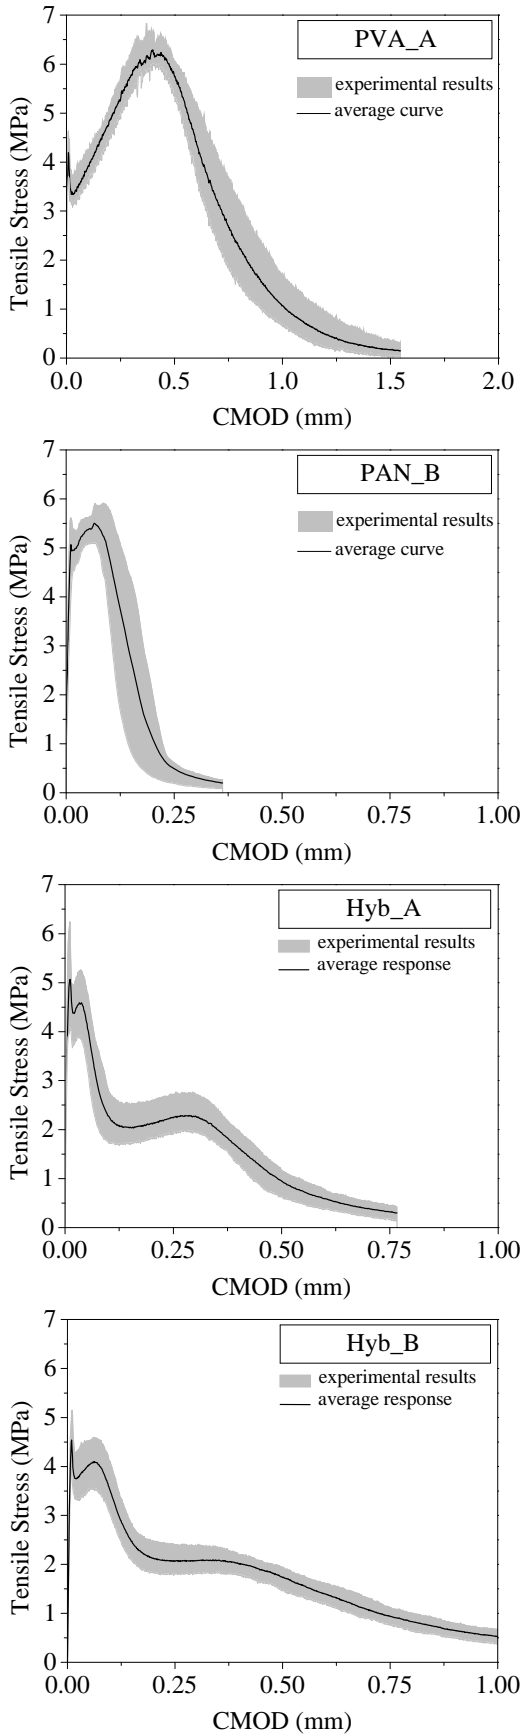 7
PVA_A
6
experimental results
5
average curve
4
3
2
1
0
Tensile Stress (MPa)
0.0 0.5 1.0 1.5 2.0
CMOD (mm)
7
PAN_B
6
experimental results
5
average curve
4
3
2
1
0
Tensile Stress (MPa)
0.00 0.25 0.50 0.75 1.00
CMOD (mm)
7
Hyb_A
6
experimental results
average response
5
4
3
2
1
0
Tensile Stress (MPa)
0.00 0.25 0.50 0.75 1.00
CMOD (mm)
7
Hyb_B
6
experimental results
average response
5
4
3
2
1
0
Tensile Stress (MPa)
0.00 0.25 0.50 0.75 1.00
CMOD (mm)